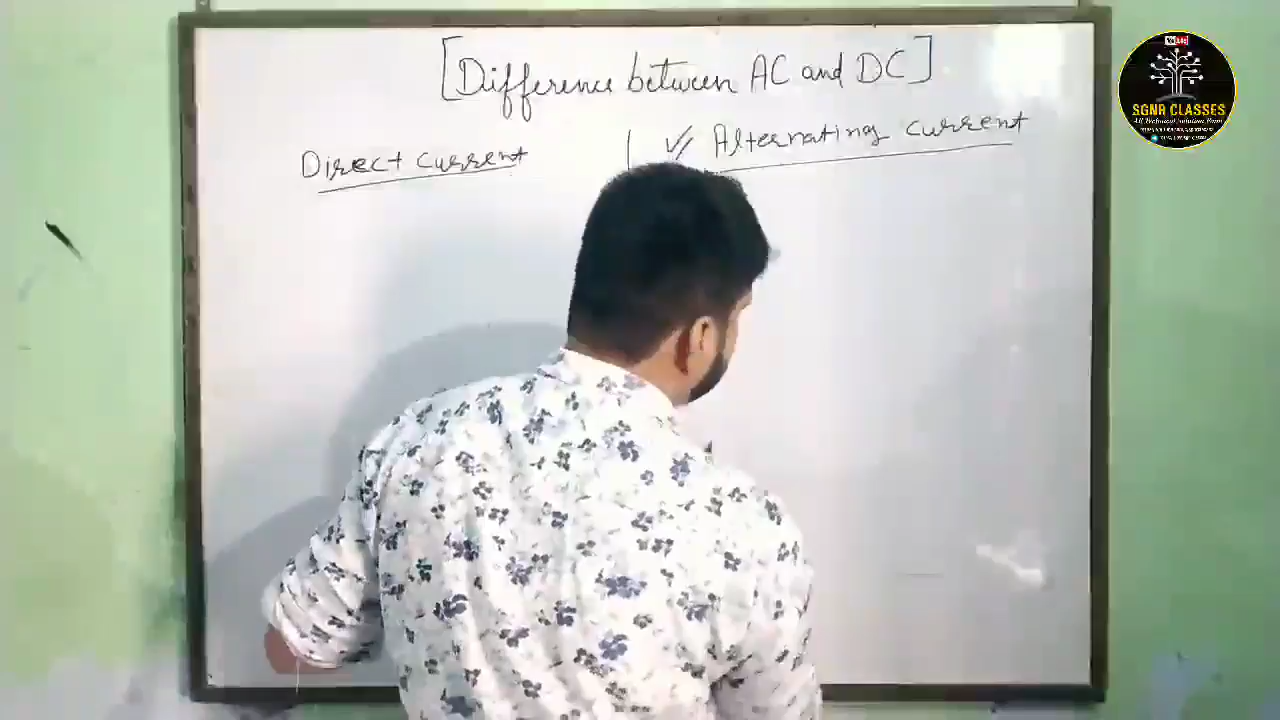 [Difference between AC and DC]
Direct current
Alternating current
SGNR CLASSES